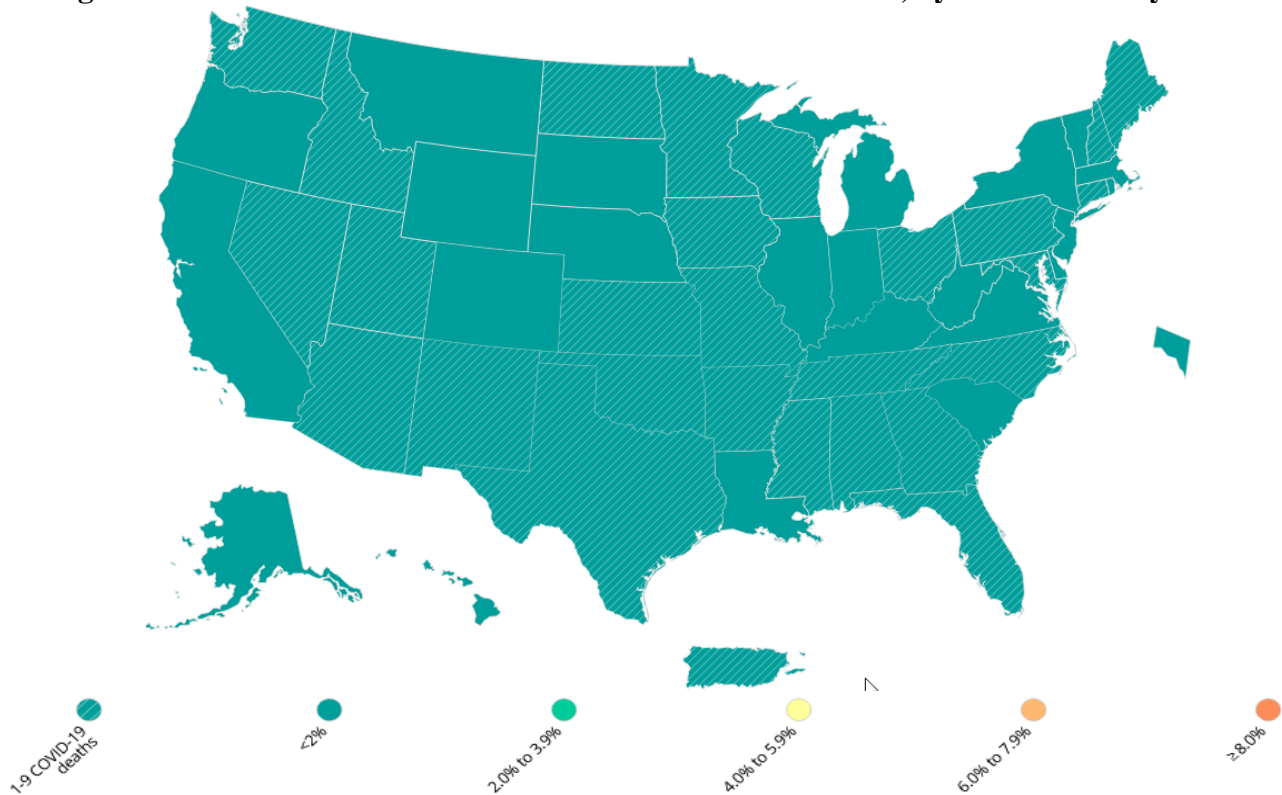 1-9 COVID-19
deaths
<2%
2.0% to 3.9%
4.0% to 5.9%
6.0% to 7.9%
≥8.0%